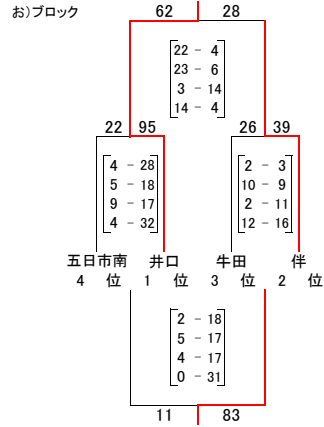 お)ブロック
62 28
22 - 4
23 - 6
3 - 14
14 - 4
22 95 26 39
4 - 28 2 - 3
5 - 18 10 - 9
9 - 17 2 - 11
4 - 32 12 - 16
五日市南 井口 牛田 伴
4 位 1 位 3 位 2 位
2 - 18
5 - 17
4 - 17
0 - 31
11 83